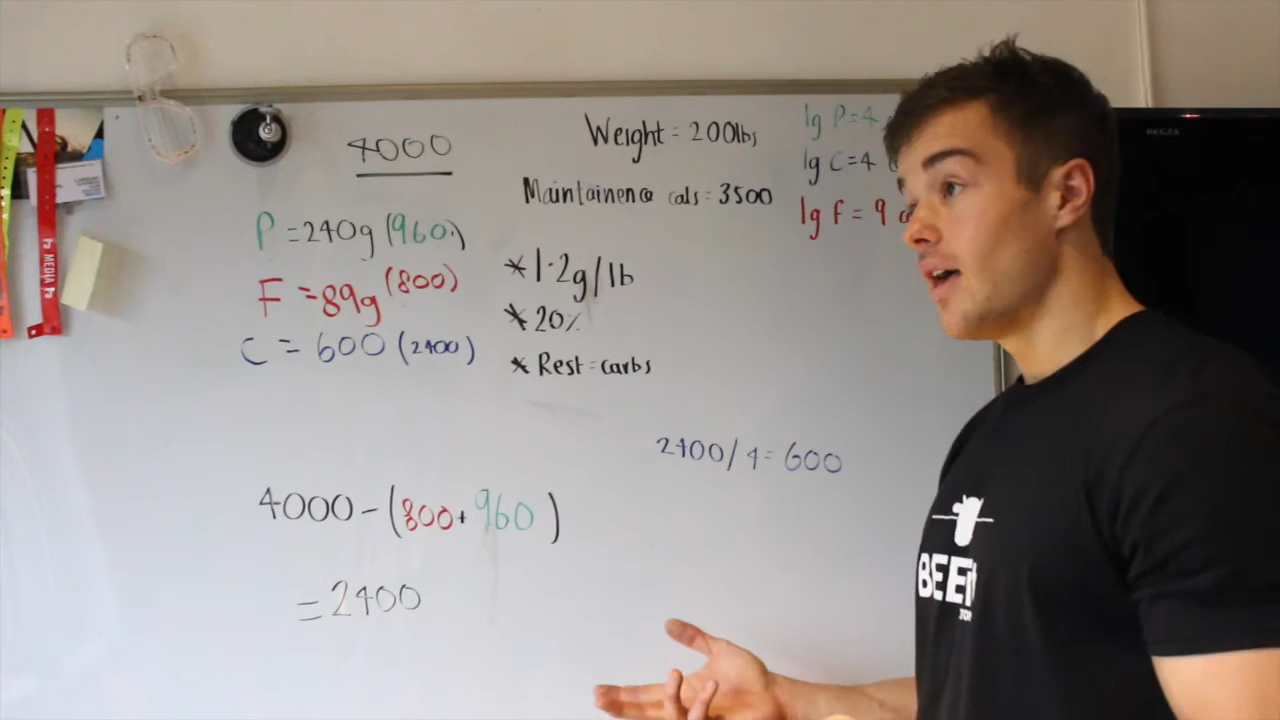 4000
Weight = 200lbs
Maintainence cals = 3500
1g P=4
1g C=4
1g F = 9
P = 240g (960)
F = 89g (800)
C = 600 (2400)
* 1.2g/lb
* 20%
* Rest = carbs
2400/4 = 600
4000 - (800 + 960)
= 2400
MEDIA
REGZA